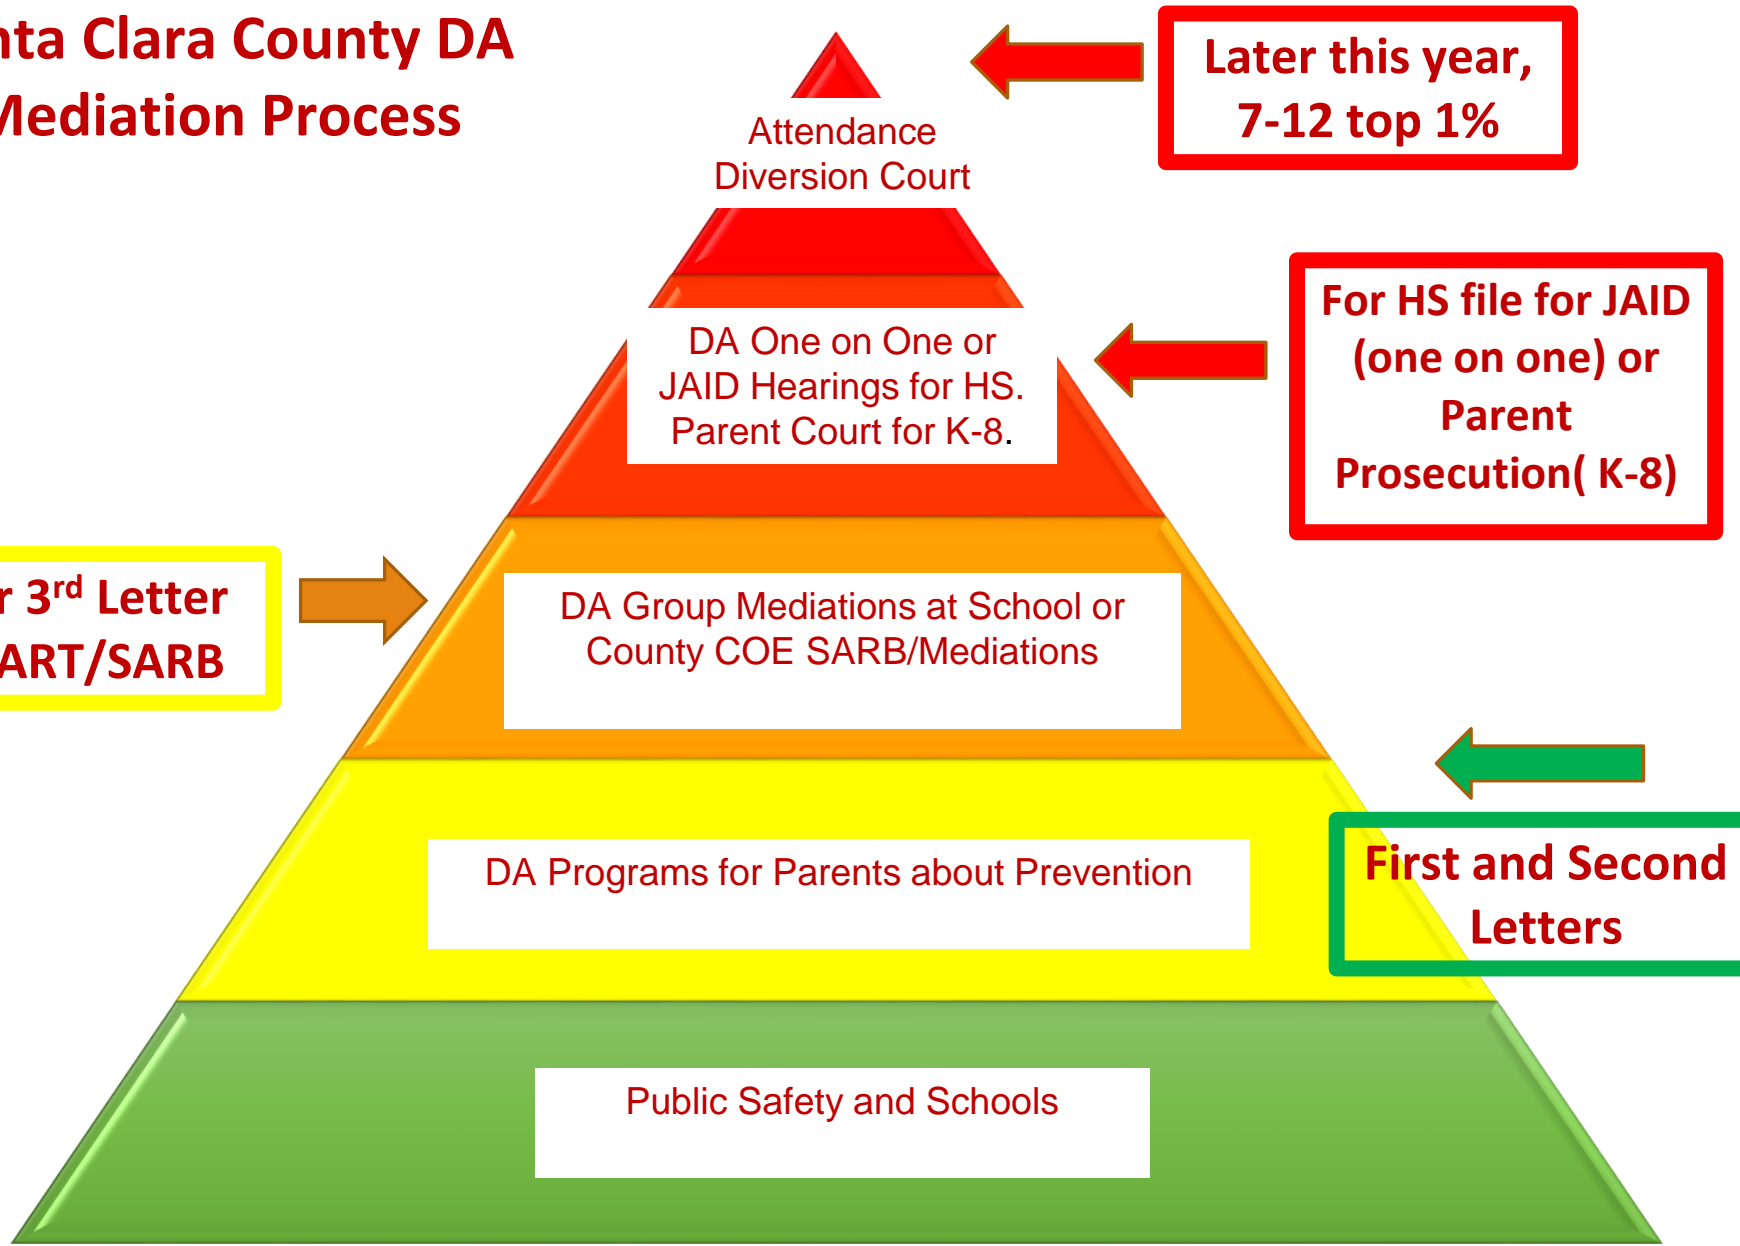 nta Clara County DA
Mediation Process
Later this year,
7-12 top 1%
Attendance
Diversion Court
For HS file for JAID
(one on one) or
Parent
Prosecution( K-8)
DA One on One or
JAID Hearings for HS.
Parent Court for K-8.
r 3rd Letter
ART/SARB
DA Group Mediations at School or
County COE SARB/Mediations
First and Second
Letters
DA Programs for Parents about Prevention
Public Safety and Schools